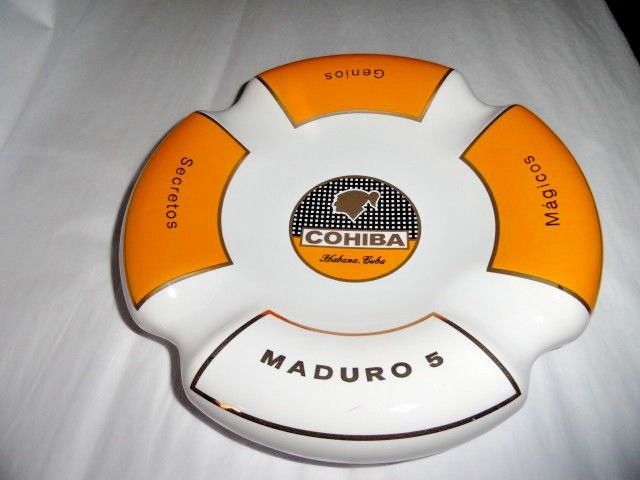 Genios
Secretos
Mágicos
COHIBA
Habana, Cuba
MADURO 5